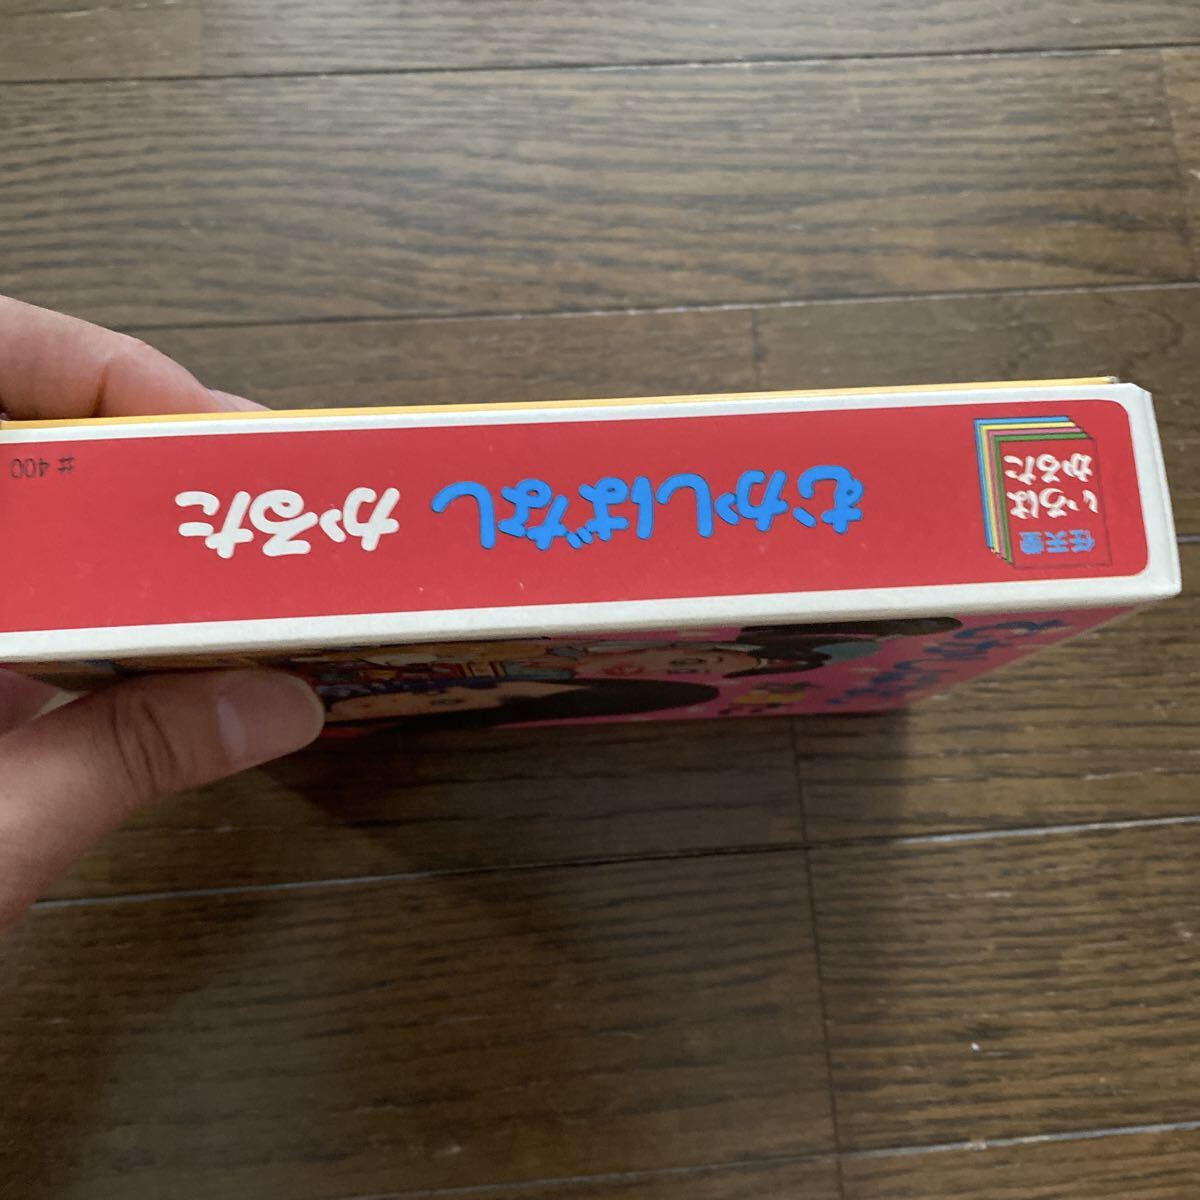 任天堂
いろは
かるた
むかしばなし かるた
# 400